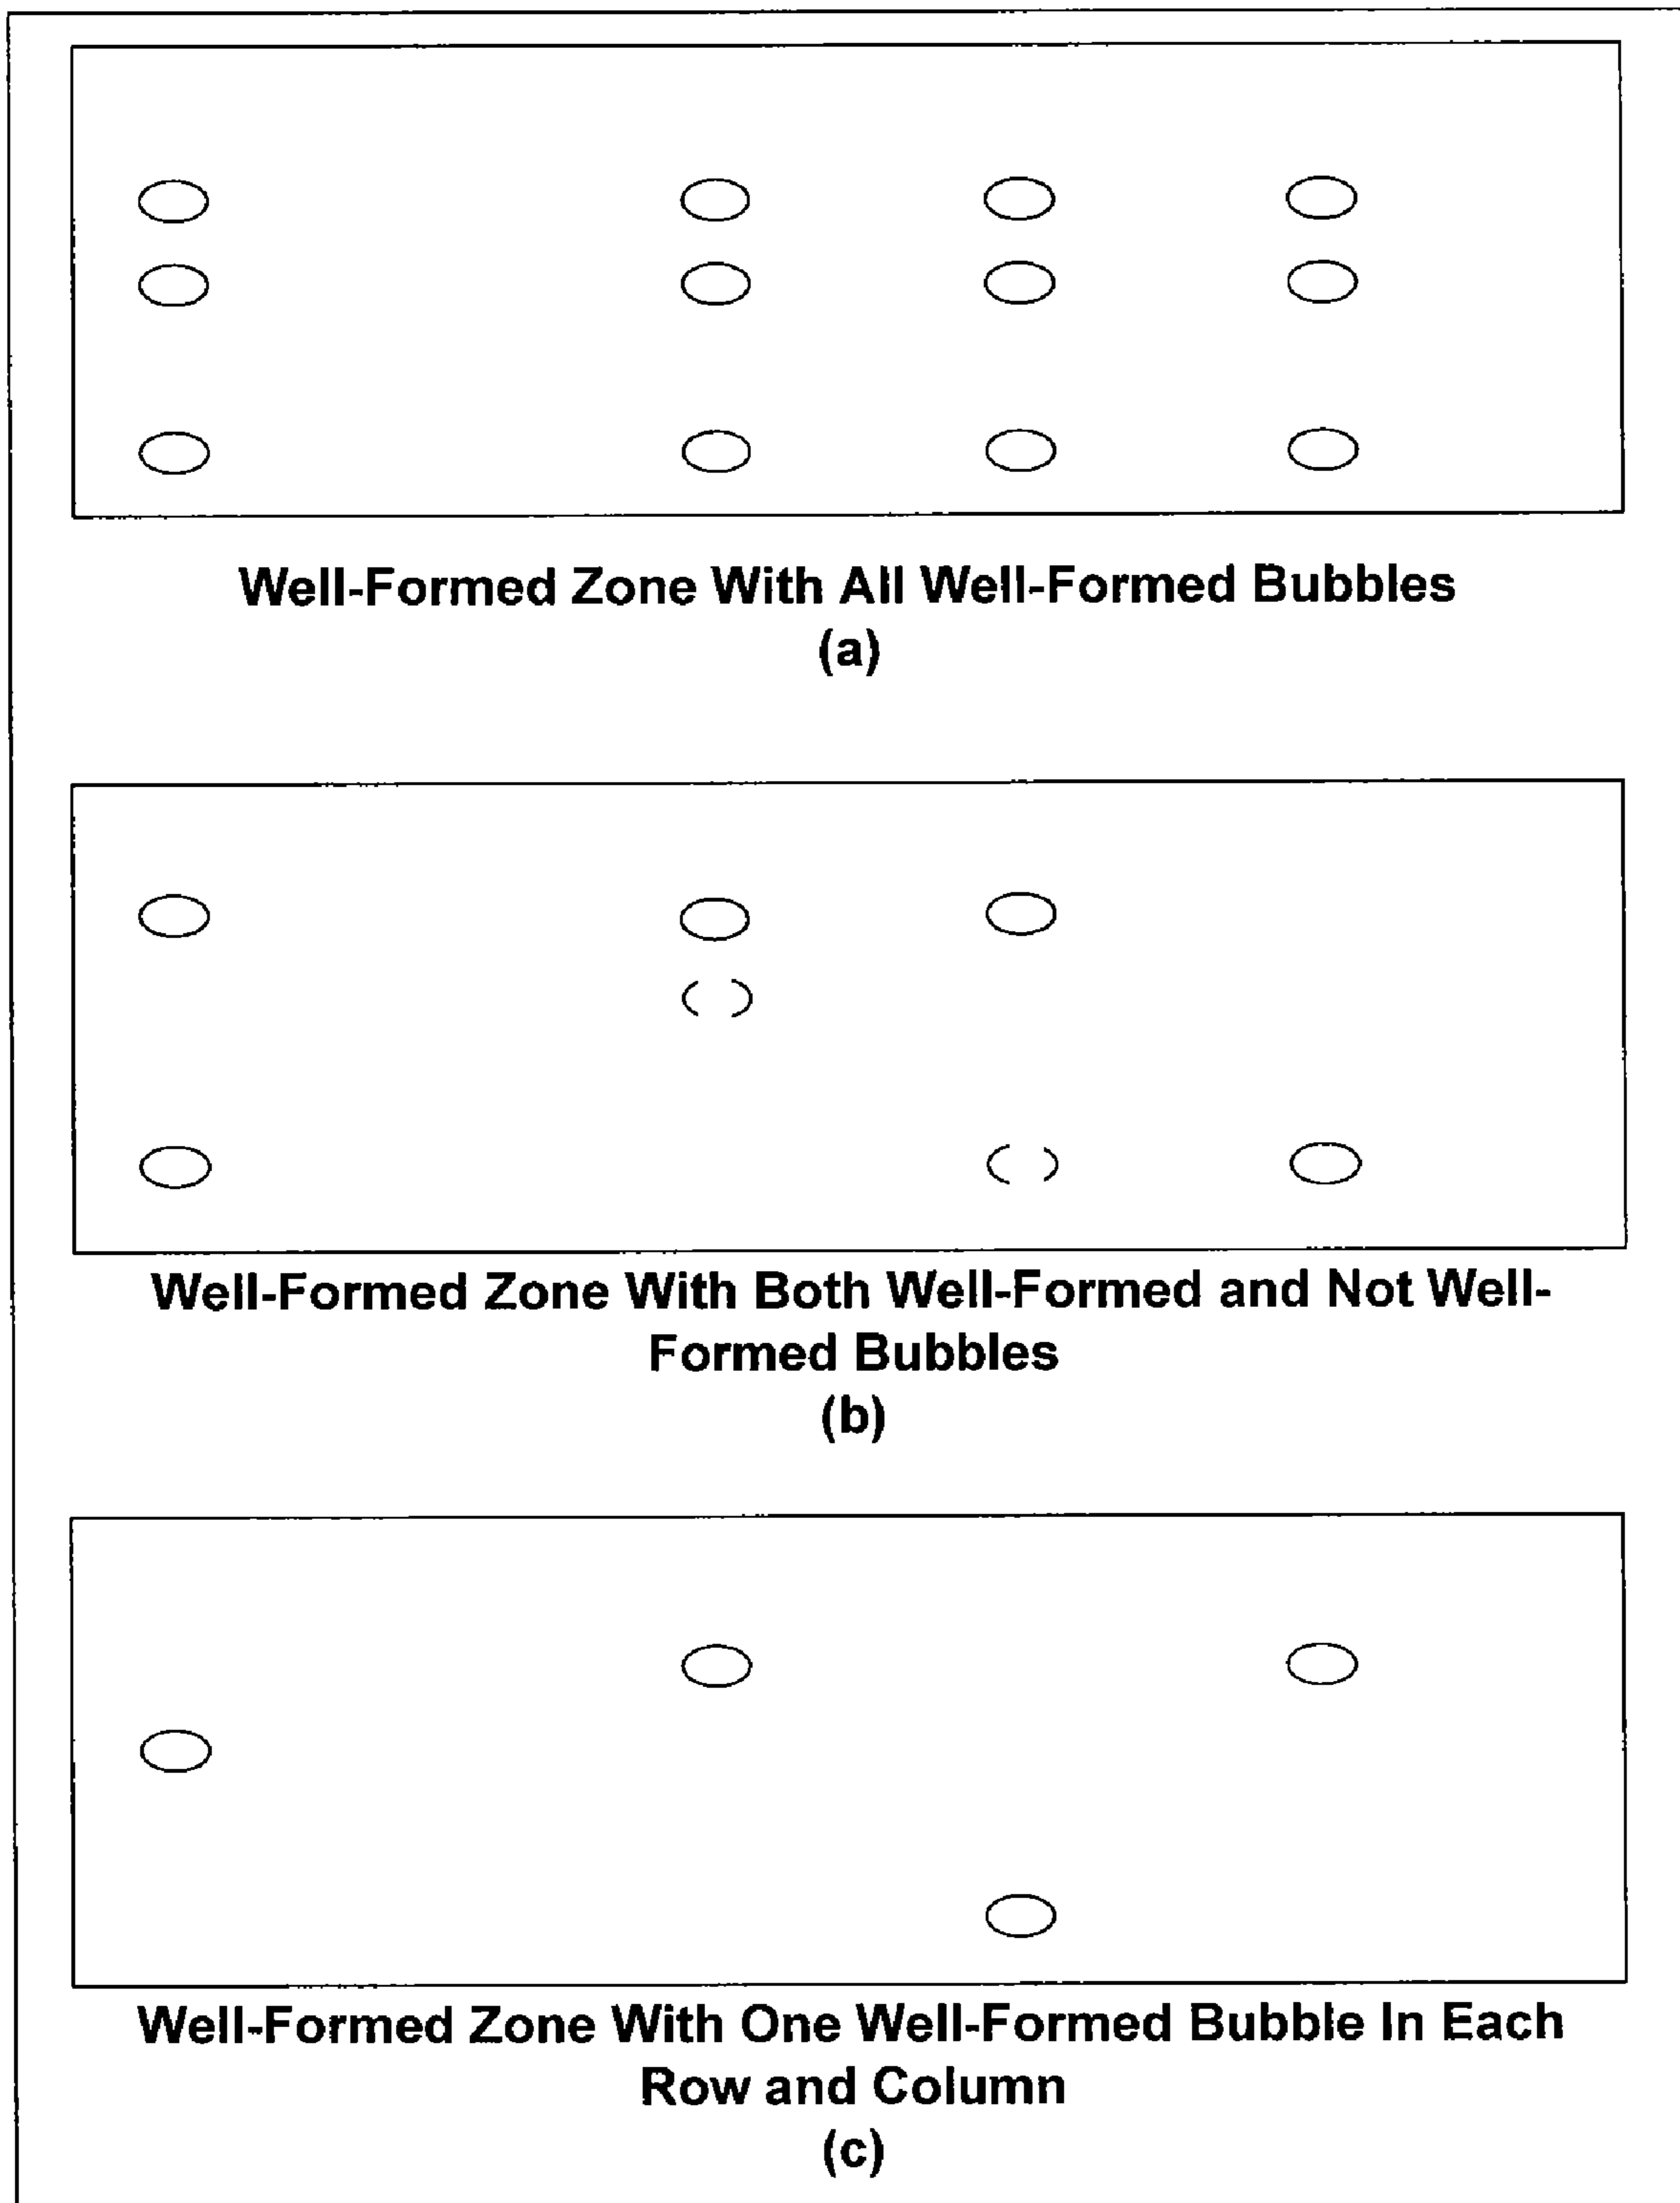 Well-Formed Zone With All Well-Formed Bubbles
(a)
Well-Formed Zone With Both Well-Formed and Not Well-
Formed Bubbles
(b)
Well-Formed Zone With One Well-Formed Bubble In Each
Row and Column
(c)